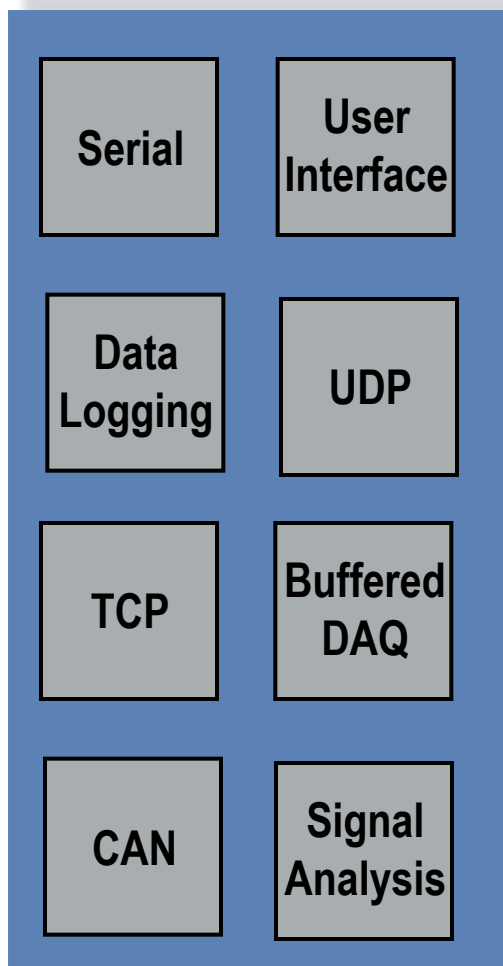 Serial
User
Interface
Data
Logging
UDP
TCP
Buffered
DAQ
CAN
Signal
Analysis